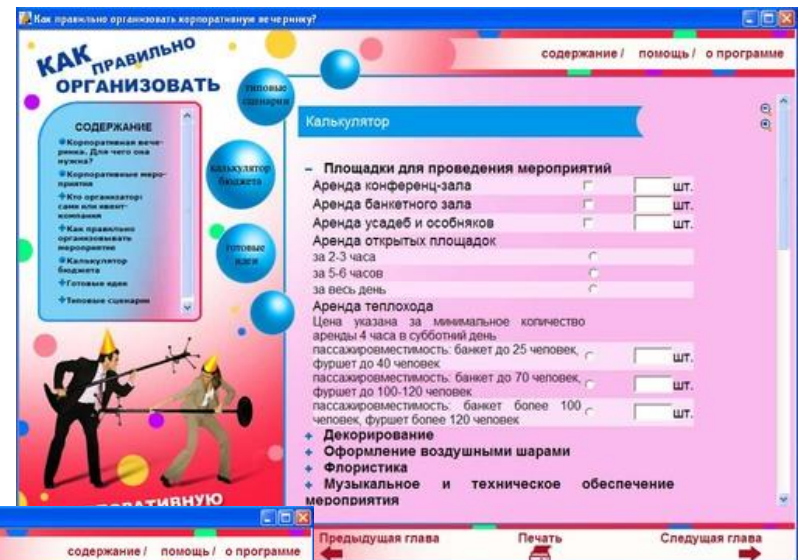 Как правильно организовать корпоративную вечеринку?
КАК ПРАВИЛЬНО
ОРГАНИЗОВАТЬ
содержание / помощь / о программе
типовые
сценарии
калькулятор
бюджета
готовые
идеи
СОДЕРЖАНИЕ
Корпоративная вече-
ринка. Для чего она
нужна?
Корпоративные меро-
приятия
Кто организатор:
сами или ивент-
компания
Как правильно
организовывать
мероприятие
Калькулятор
бюджета
Готовые идеи
Типовые сценарии
Калькулятор
– Площадки для проведения мероприятий
Аренда конференц-зала шт.
Аренда банкетного зала шт.
Аренда усадеб и особняков шт.
Аренда открытых площадок
за 2-3 часа
за 5-6 часов
за весь день
Аренда теплохода
Цена указана за минимальное количество
аренды 4 часа в субботний день
пассажировместимость: банкет до 25 человек,
фуршет до 40 человек шт.
пассажировместимость: банкет до 70 человек,
фуршет до 100-120 человек шт.
пассажировместимость: банкет более 100
человек, фуршет более 120 человек шт.
+ Декорирование
+ Оформление воздушными шарами
+ Флористика
+ Музыкальное и техническое обеспечение
мероприятия
Предыдущая глава Печать Следущая глава
содержание / помощь / о программе